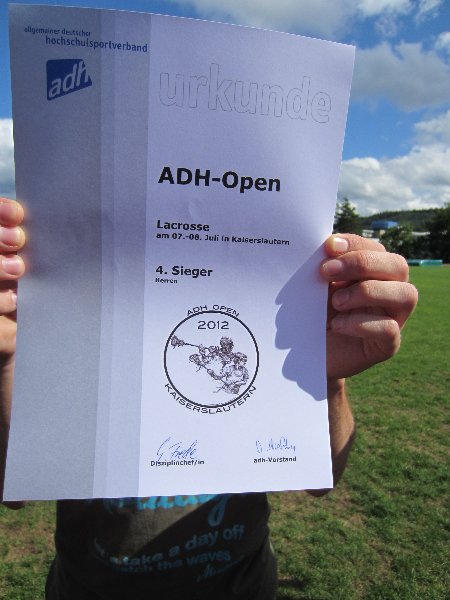 allgemeiner deutscher
hochschulsportverband
adh
urkunde
ADH-Open
Lacrosse
am 07.-08. Juli in Kaiserslautern
4. Sieger
Herren
ADH OPEN
2012
KAISERSLAUTERN
Disziplinchef/in
adh-Vorstand
take a day off
the waves